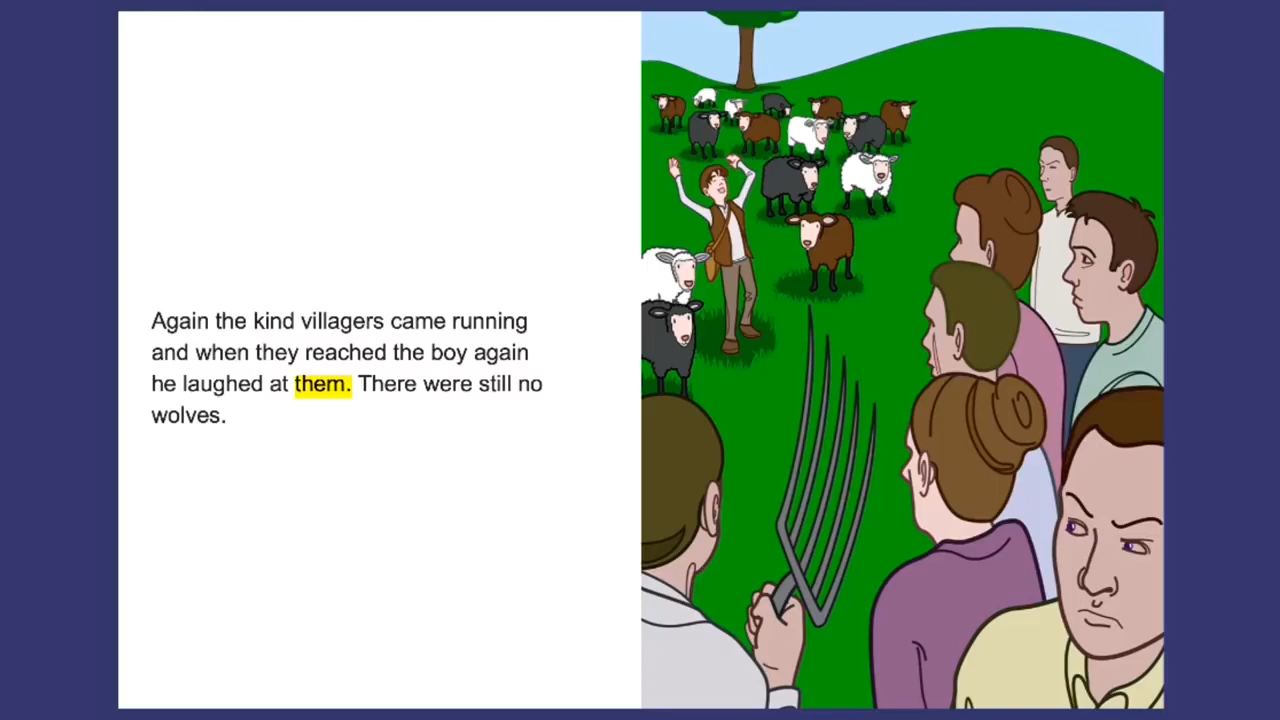 Again the kind villagers came running
and when they reached the boy again
he laughed at them. There were still no
wolves.